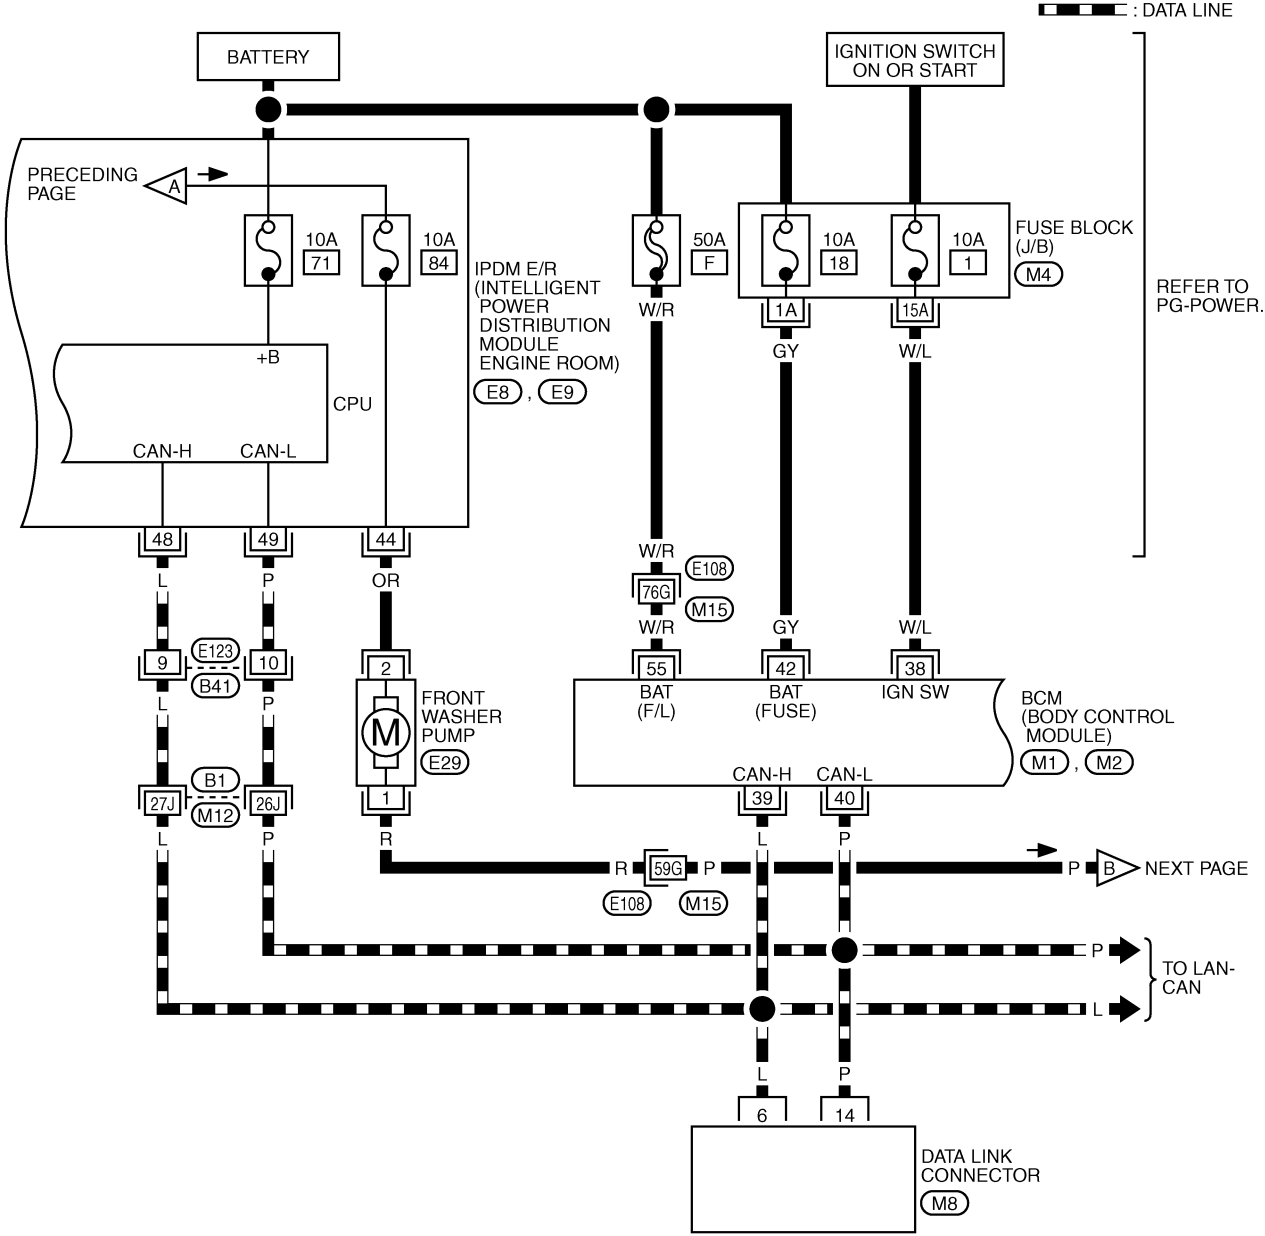 : DATA LINE
BATTERY
IGNITION SWITCH
ON OR START
PRECEDING
PAGE
A
10A
71
10A
84
50A
F
10A
18
10A
1
FUSE BLOCK
(J/B)
M4
REFER TO
PG-POWER.
IPDM E/R
(INTELLIGENT
POWER
DISTRIBUTION
MODULE
ENGINE ROOM)
E8 , E9
W/R
1A
15A
GY
W/L
+B
CPU
CAN-H
CAN-L
48
49
44
L
P
OR
W/R
E108
76G
M15
W/R
GY
W/L
9
E123
10
B41
2
55
42
38
BAT
(F/L)
BAT
(FUSE)
IGN SW
L
P
M
FRONT
WASHER
PUMP
E29
BCM
(BODY CONTROL
MODULE)
M1 , M2
CAN-H
CAN-L
27J
B1
26J
M12
1
39
40
L
P
R
L
P
R
59G
P
P
B
NEXT PAGE
E108
M15
P
L
TO LAN-
CAN
L
P
6
14
DATA LINK
CONNECTOR
M8